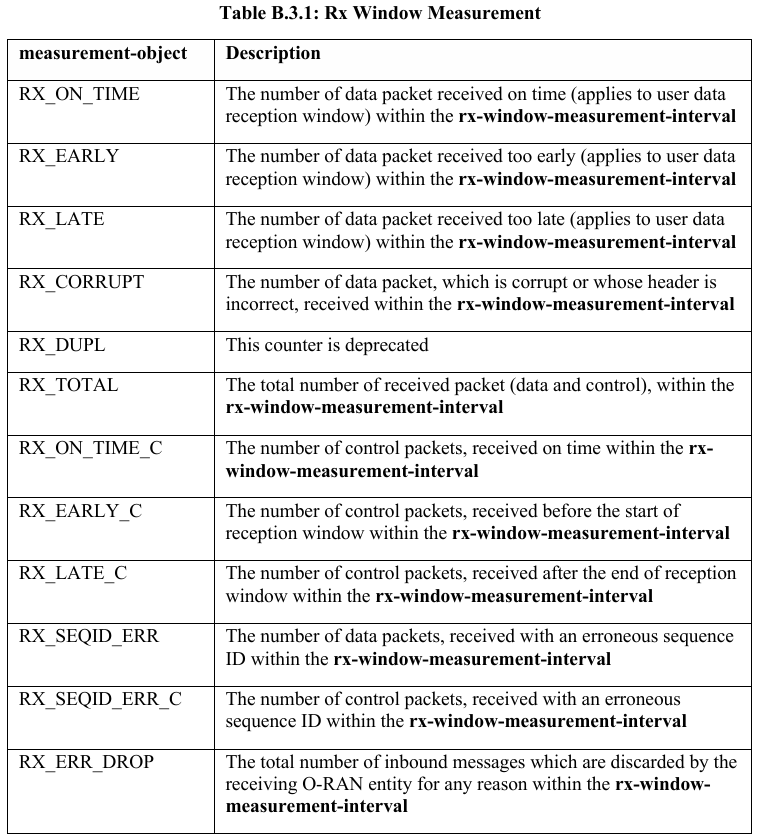 Table B.3.1: Rx Window Measurement
measurement-object Description
RX_ON_TIME The number of data packet received on time (applies to user data
reception window) within the rx-window-measurement-interval
RX_EARLY The number of data packet received too early (applies to user data
reception window) within the rx-window-measurement-interval
RX_LATE The number of data packet received too late (applies to user data
reception window) within the rx-window-measurement-interval
RX_CORRUPT The number of data packet, which is corrupt or whose header is
incorrect, received within the rx-window-measurement-interval
RX_DUPL This counter is deprecated
RX_TOTAL The total number of received packet (data and control), within the
rx-window-measurement-interval
RX_ON_TIME_C The number of control packets, received on time within the rx-
window-measurement-interval
RX_EARLY_C The number of control packets, received before the start of
reception window within the rx-window-measurement-interval
RX_LATE_C The number of control packets, received after the end of reception
window within the rx-window-measurement-interval
RX_SEQID_ERR The number of data packets, received with an erroneous sequence
ID within the rx-window-measurement-interval
RX_SEQID_ERR_C The number of control packets, received with an erroneous
sequence ID within the rx-window-measurement-interval
RX_ERR_DROP The total number of inbound messages which are discarded by the
receiving O-RAN entity for any reason within the rx-window-
measurement-interval